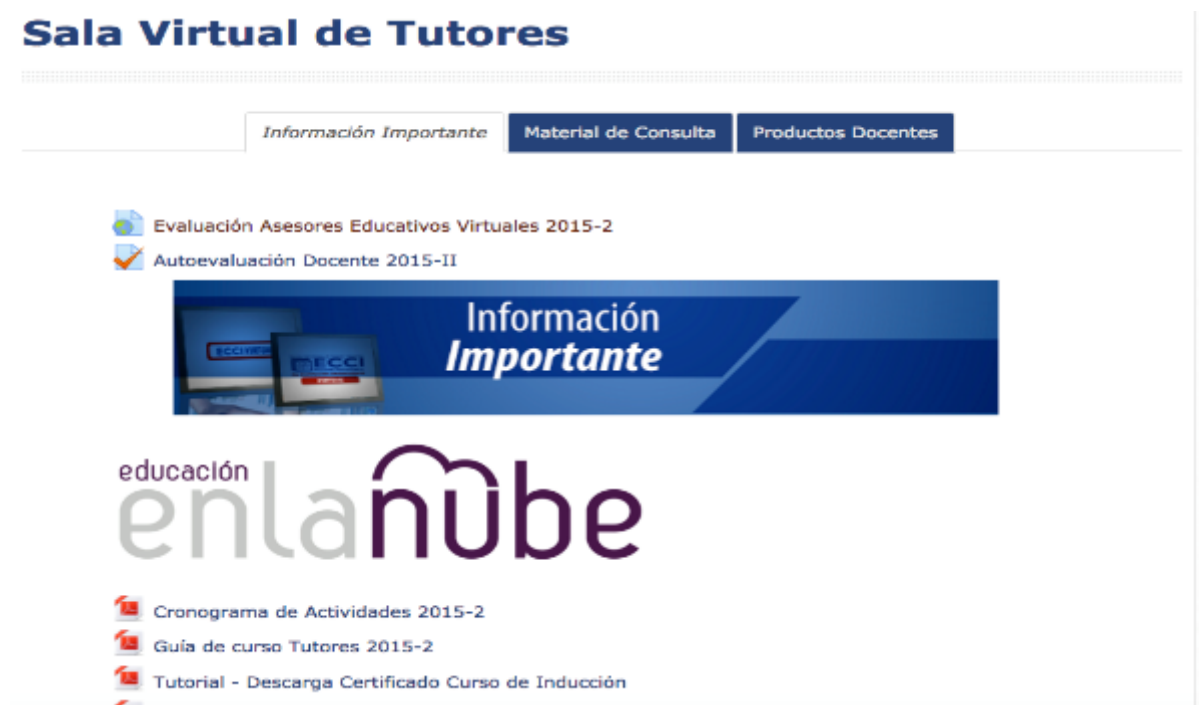 Sala Virtual de Tutores
Información Importante
Material de Consulta
Productos Docentes
Evaluación Asesores Educativos Virtuales 2015-2
Autoevaluación Docente 2015-II
Información
Importante
ECCI
educación
enlanube
Cronograma de Actividades 2015-2
Guía de curso Tutores 2015-2
Tutorial - Descarga Certificado Curso de Inducción